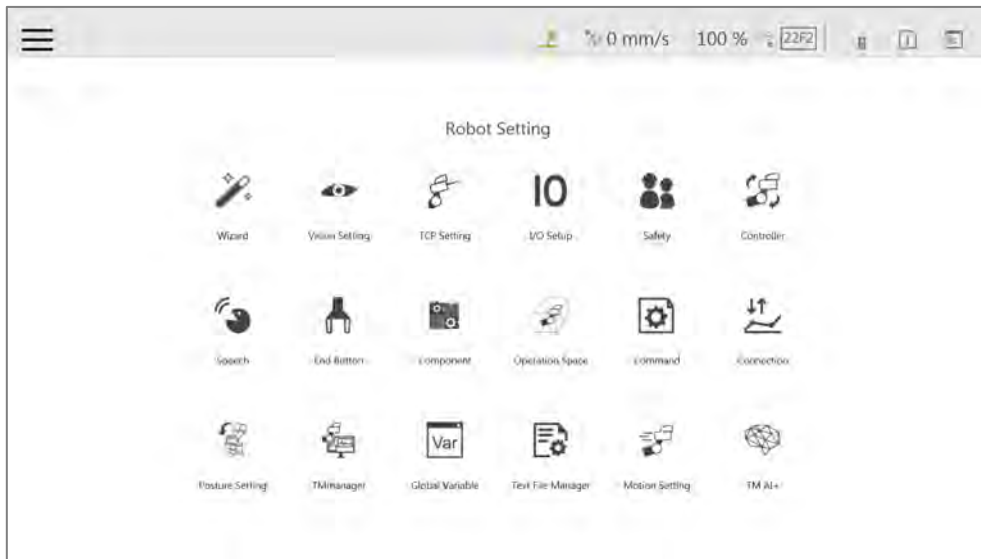 0 mm/s 100 % 22F2
Robot Setting
IO
Wizard Vision Setting TCP Setting I/O Setup Safety Controller
Speech End Button Component Operation Space Command Connection
Var
Posture Setting TMmanager Global Variable Text File Manager Motion Setting TM AI+